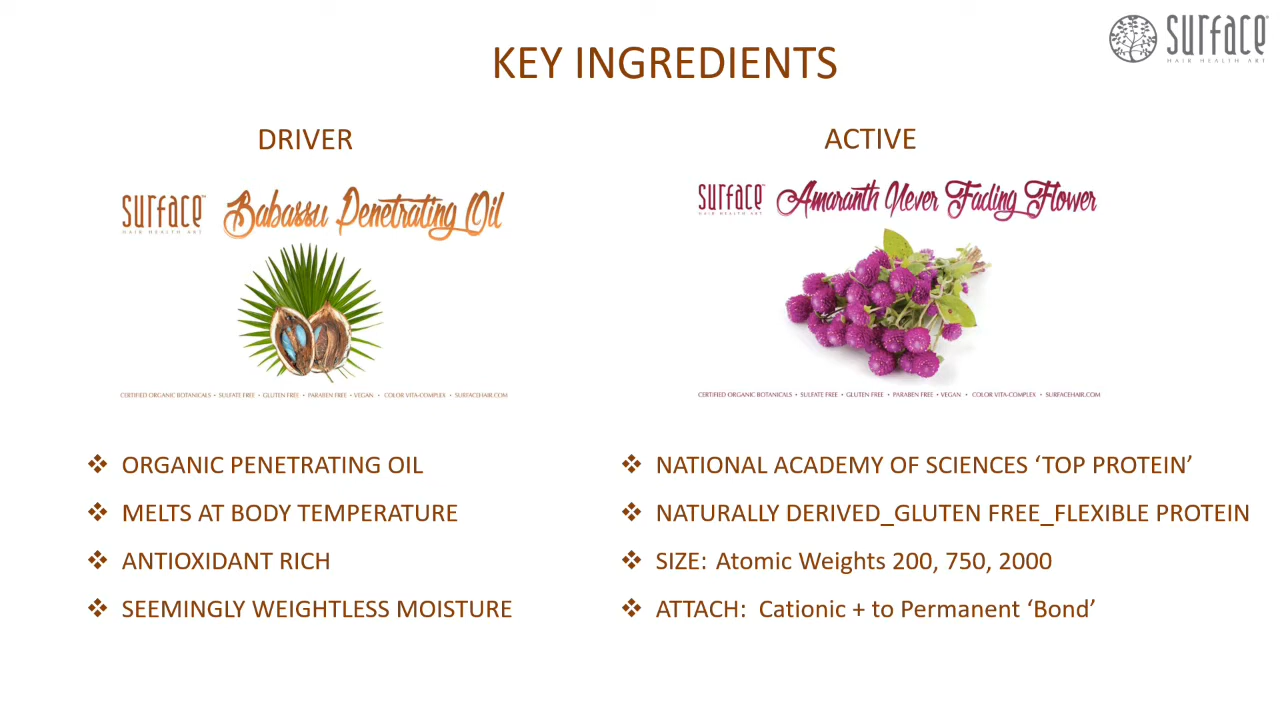 surface
HAIR HEALTH ART
KEY INGREDIENTS
DRIVER
surface
HAIR HEALTH ART
Babassu Penetrating Oil
CERTIFIED ORGANIC BOTANICALS • SULFATE FREE • GLUTEN FREE • PARABEN FREE • VEGAN • COLOR VITA-COMPLEX • SURFACEHAIR.COM
❖ ORGANIC PENETRATING OIL
❖ MELTS AT BODY TEMPERATURE
❖ ANTIOXIDANT RICH
❖ SEEMINGLY WEIGHTLESS MOISTURE
ACTIVE
surface
HAIR HEALTH ART
Amaranth Never Fading Flower
CERTIFIED ORGANIC BOTANICALS • SULFATE FREE • GLUTEN FREE • PARABEN FREE • VEGAN • COLOR VITA-COMPLEX • SURFACEHAIR.COM
❖ NATIONAL ACADEMY OF SCIENCES ‘TOP PROTEIN’
❖ NATURALLY DERIVED_GLUTEN FREE_FLEXIBLE PROTEIN
❖ SIZE: Atomic Weights 200, 750, 2000
❖ ATTACH: Cationic + to Permanent ‘Bond’